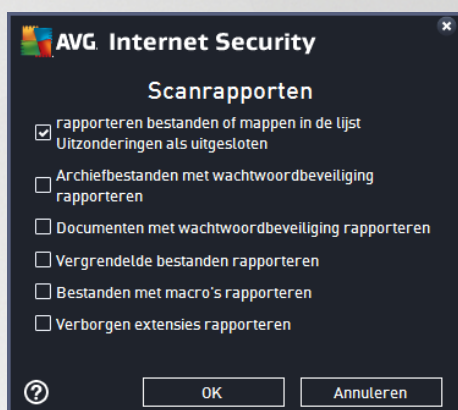 AVG. Internet Security
Scanrapporten
rapporteren bestanden of mappen in de lijst
Uitzonderingen als uitgesloten
Archiefbestanden met wachtwoordbeveiliging
rapporteren
Documenten met wachtwoordbeveiliging rapporteren
Vergrendelde bestanden rapporteren
Bestanden met macro's rapporteren
Verborgen extensies rapporteren
?
OK
Annuleren